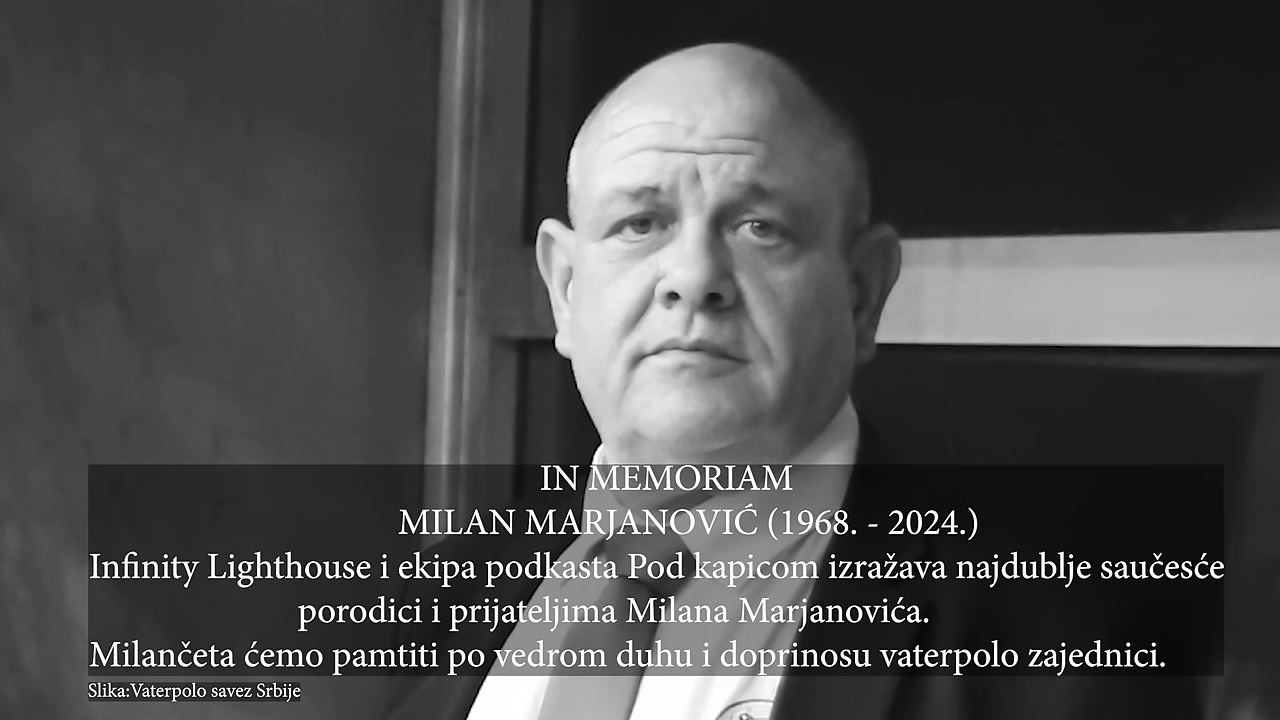 IN MEMORIAM
MILAN MARJANOVIĆ (1968. - 2024.)
Infinity Lighthouse i ekipa podkasta Pod kapicom izražava najdublje saučesće
porodici i prijateljima Milana Marjanovića.
Milančeta ćemo pamtiti po vedrom duhu i doprinosu vaterpolo zajednici.
Slika:Vaterpolo savez Srbije